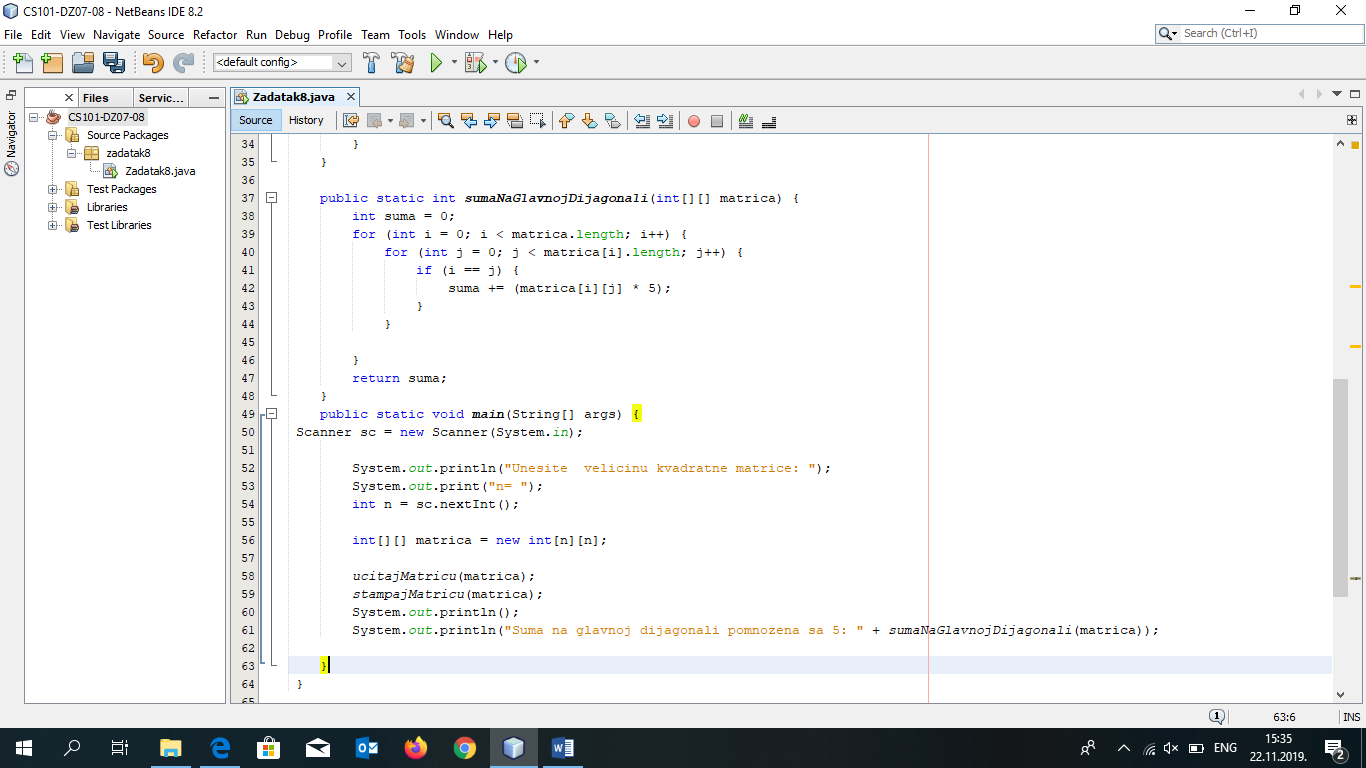 CS101-DZ07-08 - NetBeans IDE 8.2
File Edit View Navigate Source Refactor Run Debug Profile Team Tools Window Help
Search (Ctrl+I)
<default config>
Files Servic...
Zadatak8.java
Navigator
CS101-DZ07-08
Source Packages
zadatak8
Zadatak8.java
Test Packages
Libraries
Test Libraries
Source History
34 }
35 }
36
37 public static int sumaNaGlavnojDijagonali(int[][] matrica) {
38 int suma = 0;
39 for (int i = 0; i < matrica.length; i++) {
40 for (int j = 0; j < matrica[i].length; j++) {
41 if (i == j) {
42 suma += (matrica[i][j] * 5);
43 }
44 }
45
46 }
47 return suma;
48 }
49 public static void main(String[] args) {
50 Scanner sc = new Scanner(System.in);
51
52 System.out.println("Unesite  velicinu kvadratne matrice: ");
53 System.out.print("n= ");
54 int n = sc.nextInt();
55
56 int[][] matrica = new int[n][n];
57
58 ucitajMatricu(matrica);
59 stampajMatricu(matrica);
60 System.out.println();
61 System.out.println("Suma na glavnoj dijagonali pomnozena sa 5: " + sumaNaGlavnojDijagonali(matrica));
62
63 }
64 }
65
1 63:6 INS
ENG
15:35
22.11.2019.
2